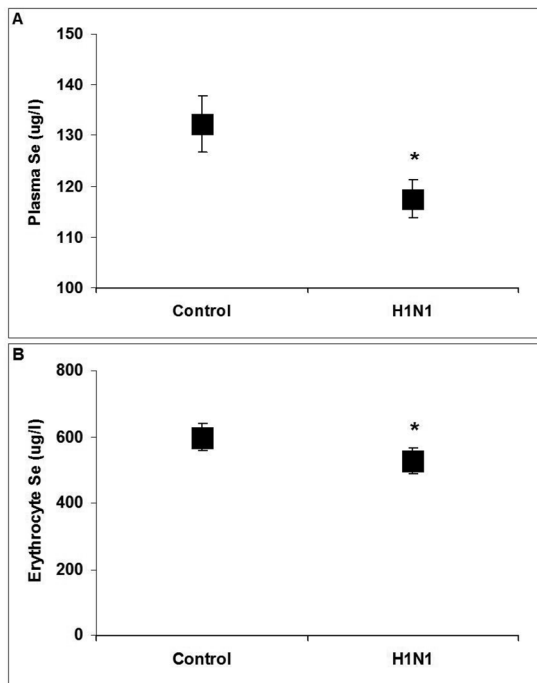 A
150
140
130
120
110
100
Plasma Se (ug/l)
*
Control H1N1
B
800
600
400
200
0
Erythrocyte Se (ug/l)
*
Control H1N1